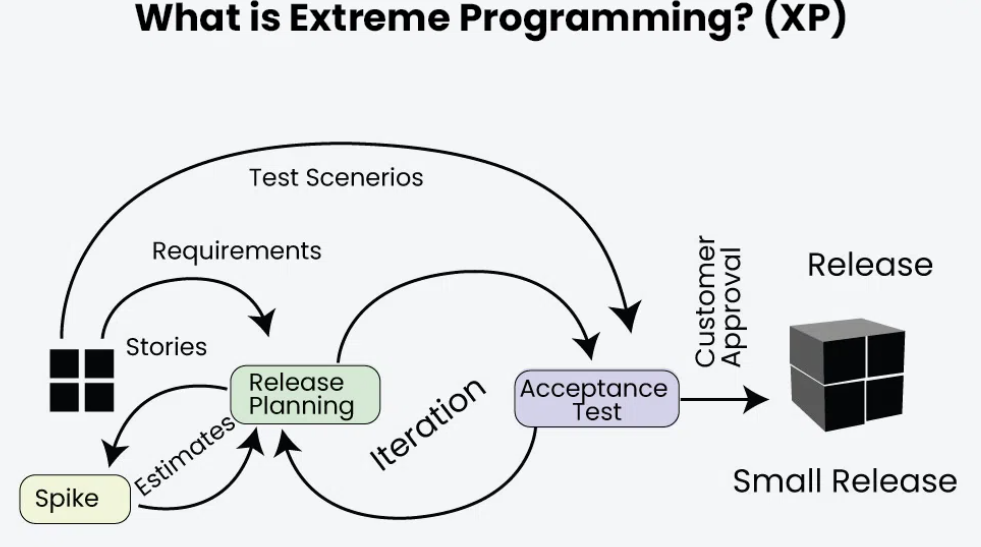 What is Extreme Programming? (XP)
Test Scenerios
Requirements
Stories
Release
Planning
Estimates
Spike
Iteration
Acceptance
Test
Customer
Approval
Release
Small Release